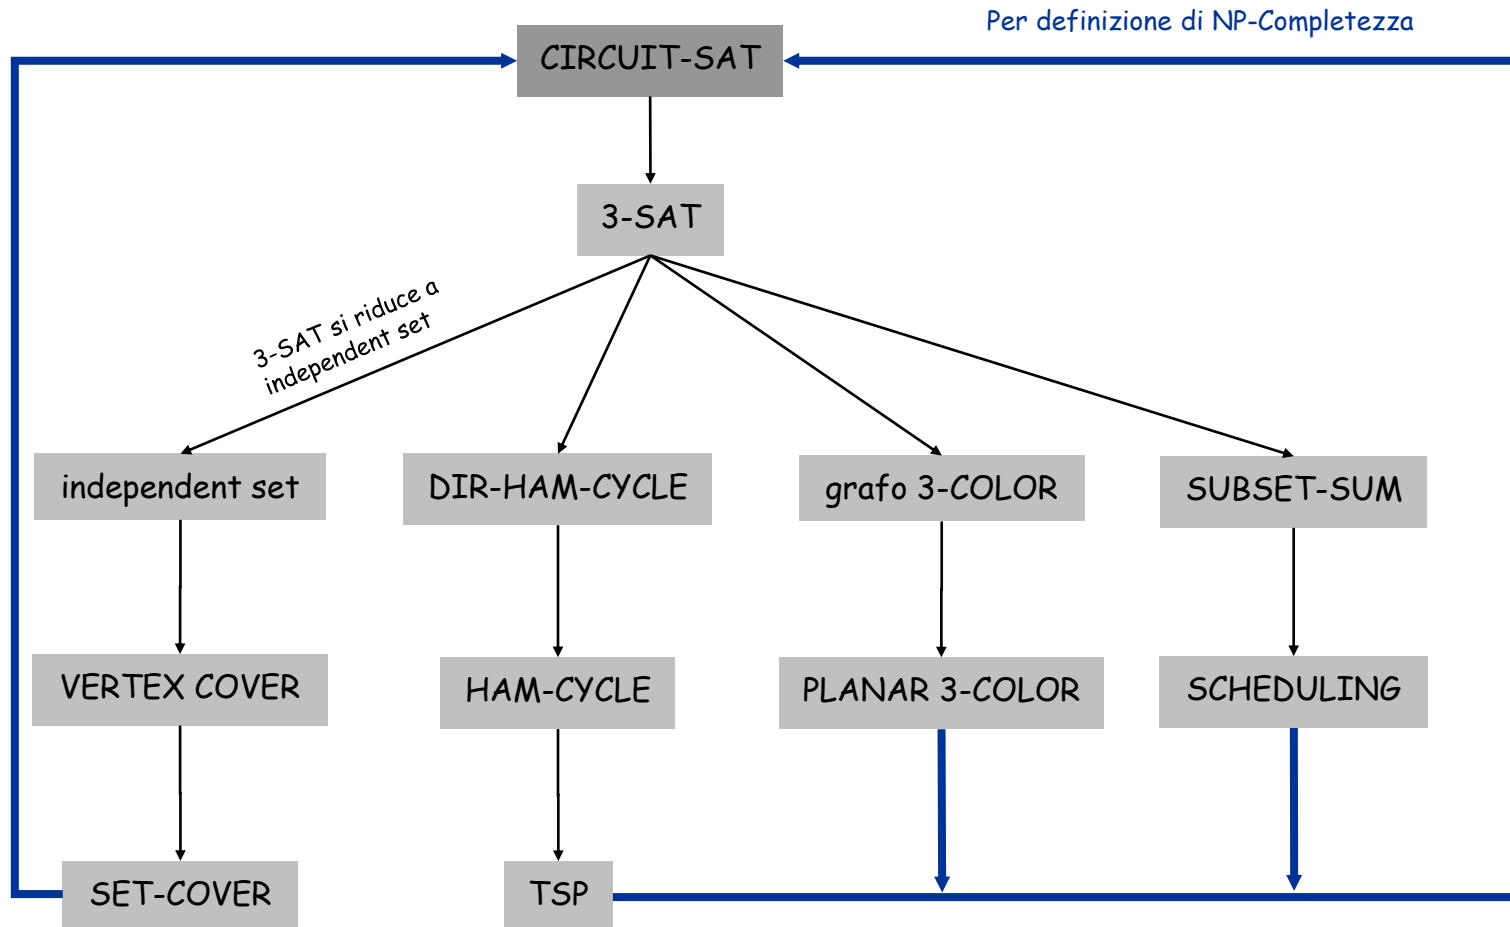 Per definizione di NP-Completezza
CIRCUIT-SAT
3-SAT
3-SAT si riduce a
independent set
independent set
DIR-HAM-CYCLE
grafo 3-COLOR
SUBSET-SUM
VERTEX COVER
HAM-CYCLE
PLANAR 3-COLOR
SCHEDULING
SET-COVER
TSP